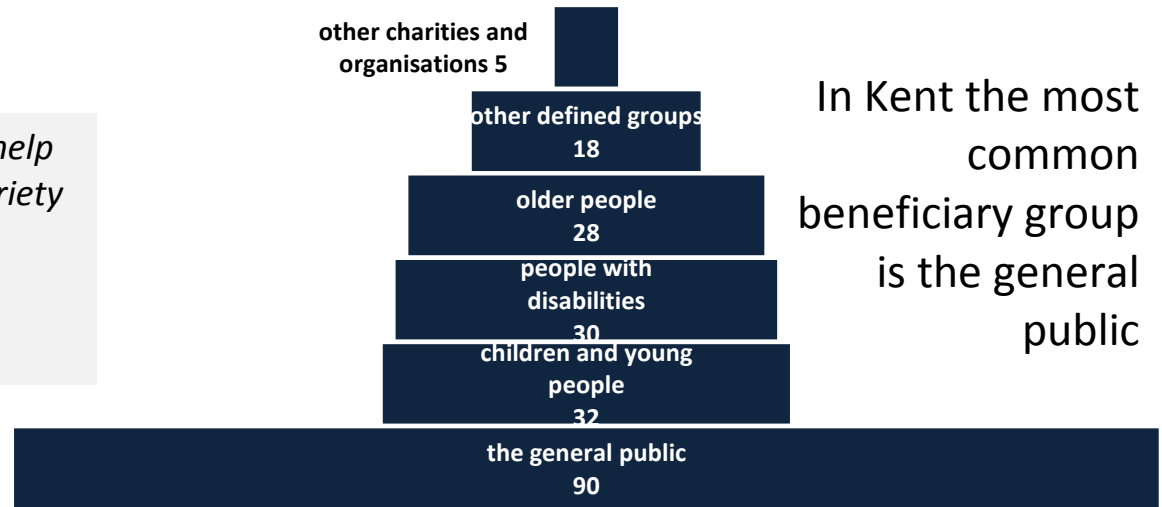 other charities and
organisations 5
other defined groups
18
older people
28
people with
disabilities
30
children and young
people
32
the general public
90
help
riety
In Kent the most
common
beneficiary group
is the general
public